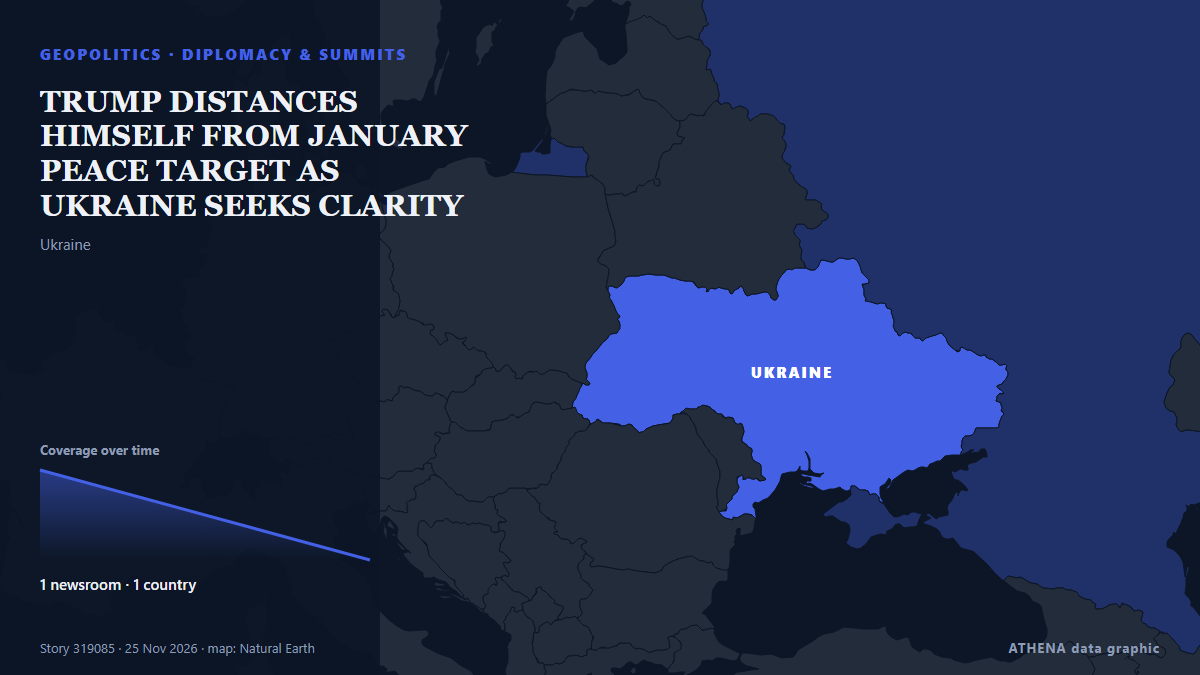 GEOPOLITICS · DIPLOMACY & SUMMITS
TRUMP DISTANCES
HIMSELF FROM JANUARY
PEACE TARGET AS
UKRAINE SEEKS CLARITY
Ukraine
UKRAINE
Coverage over time
1 newsroom · 1 country
Story 319085 · 25 Nov 2026 · map: Natural Earth
ATHENA data graphic